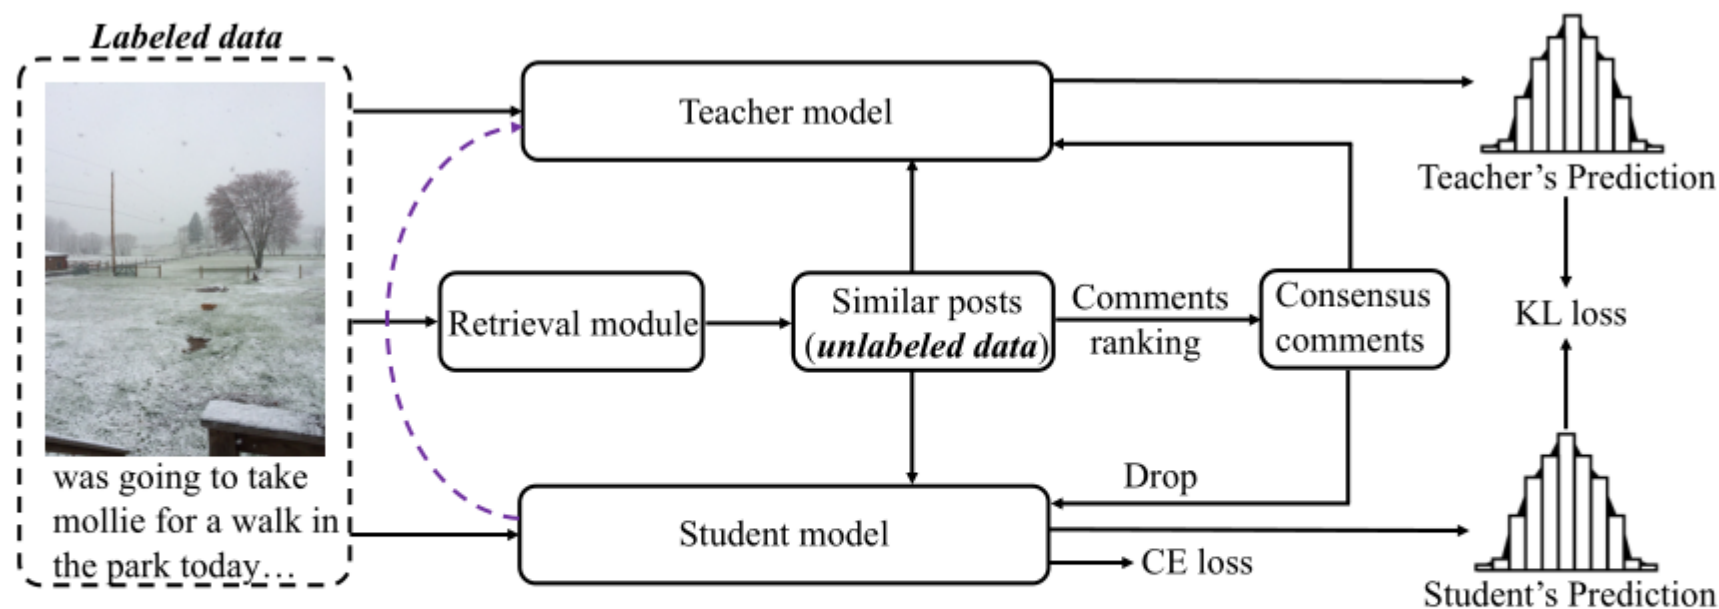 Labeled data
was going to take
mollie for a walk in
the park today…
Teacher model
Retrieval module
Similar posts
(unlabeled data)
Comments
ranking
Consensus
comments
Drop
Student model
CE loss
Teacher’s Prediction
KL loss
Student’s Prediction